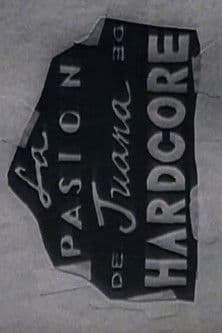 La
PASION
DE Juana DE
HARDCORE